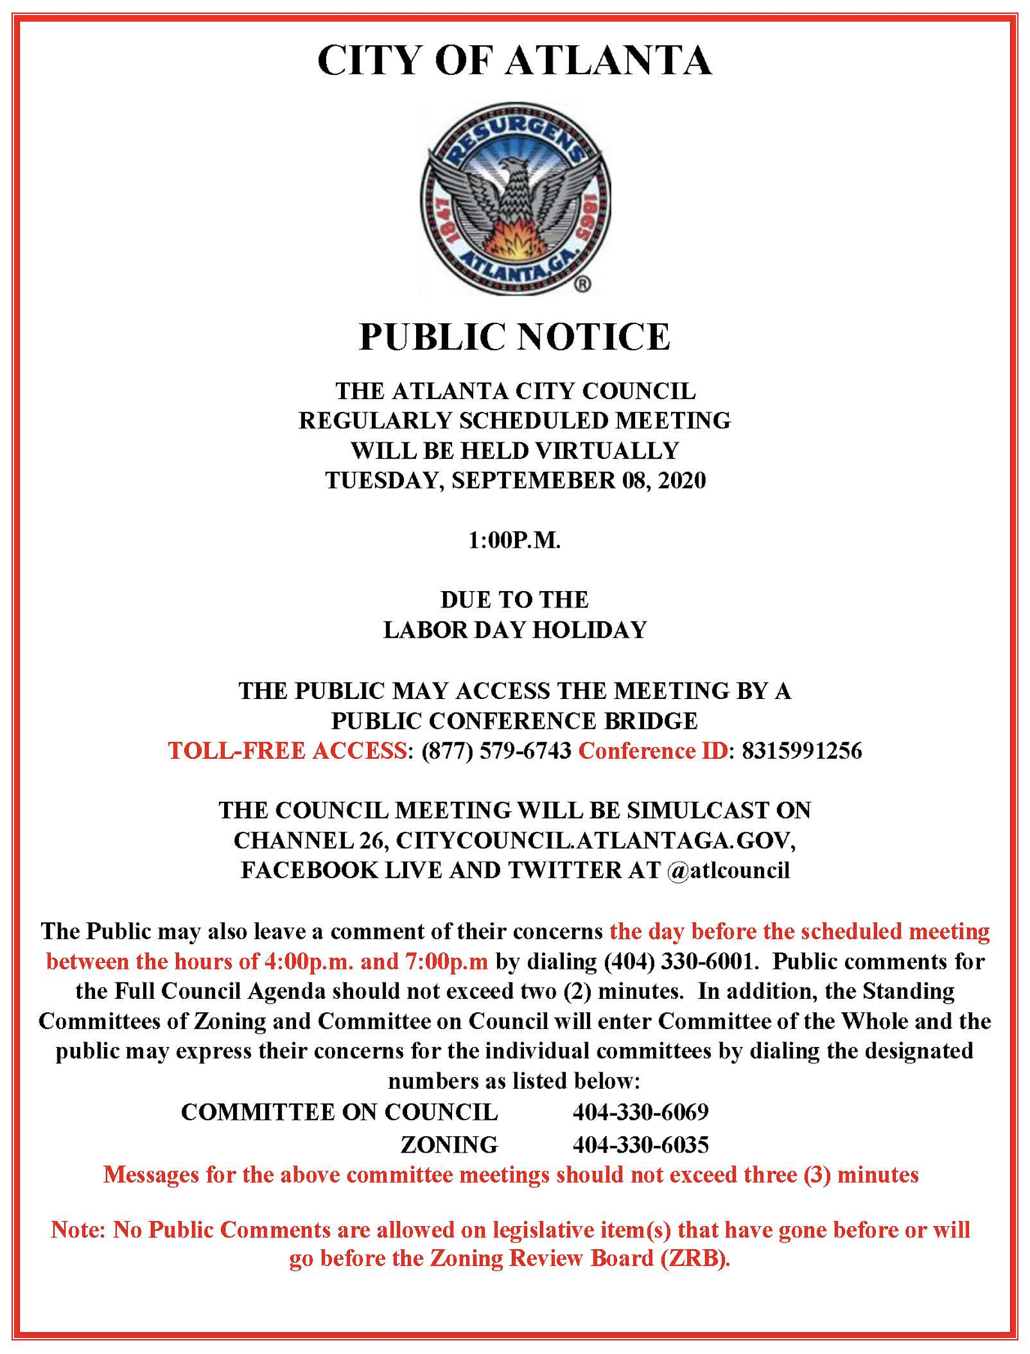 CITY OF ATLANTA
RESURGENS
1847
1865
ATLANTA, GA.
®
PUBLIC NOTICE
THE ATLANTA CITY COUNCIL
REGULARLY SCHEDULED MEETING
WILL BE HELD VIRTUALLY
TUESDAY, SEPTEMEBER 08, 2020
1:00P.M.
DUE TO THE
LABOR DAY HOLIDAY
THE PUBLIC MAY ACCESS THE MEETING BY A
PUBLIC CONFERENCE BRIDGE
TOLL-FREE ACCESS: (877) 579-6743 Conference ID: 8315991256
THE COUNCIL MEETING WILL BE SIMULCAST ON
CHANNEL 26, CITYCOUNCIL.ATLANTAGA.GOV,
FACEBOOK LIVE AND TWITTER AT @atlcouncil
The Public may also leave a comment of their concerns the day before the scheduled meeting
between the hours of 4:00p.m. and 7:00p.m by dialing (404) 330-6001.  Public comments for
the Full Council Agenda should not exceed two (2) minutes.  In addition, the Standing
Committees of Zoning and Committee on Council will enter Committee of the Whole and the
public may express their concerns for the individual committees by dialing the designated
numbers as listed below:
COMMITTEE ON COUNCIL 404-330-6069
ZONING 404-330-6035
Messages for the above committee meetings should not exceed three (3) minutes
Note: No Public Comments are allowed on legislative item(s) that have gone before or will
go before the Zoning Review Board (ZRB).